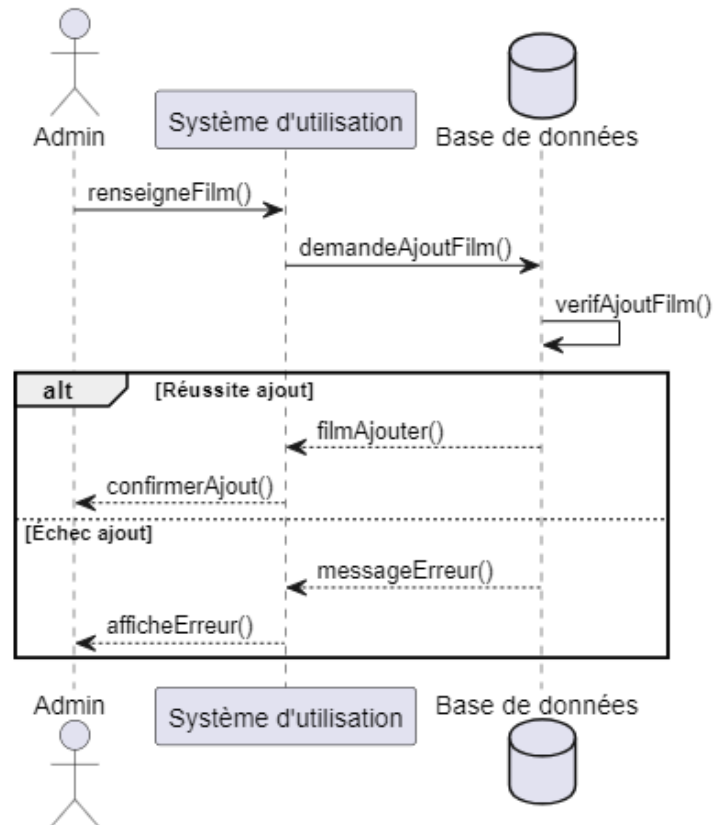 Admin
Système d'utilisation
Base de données
renseigneFilm()
demandeAjoutFilm()
verifAjoutFilm()
alt [Réussite ajout]
filmAjouter()
confirmerAjout()
[Échec ajout]
messageErreur()
afficheErreur()
Admin
Système d'utilisation
Base de données